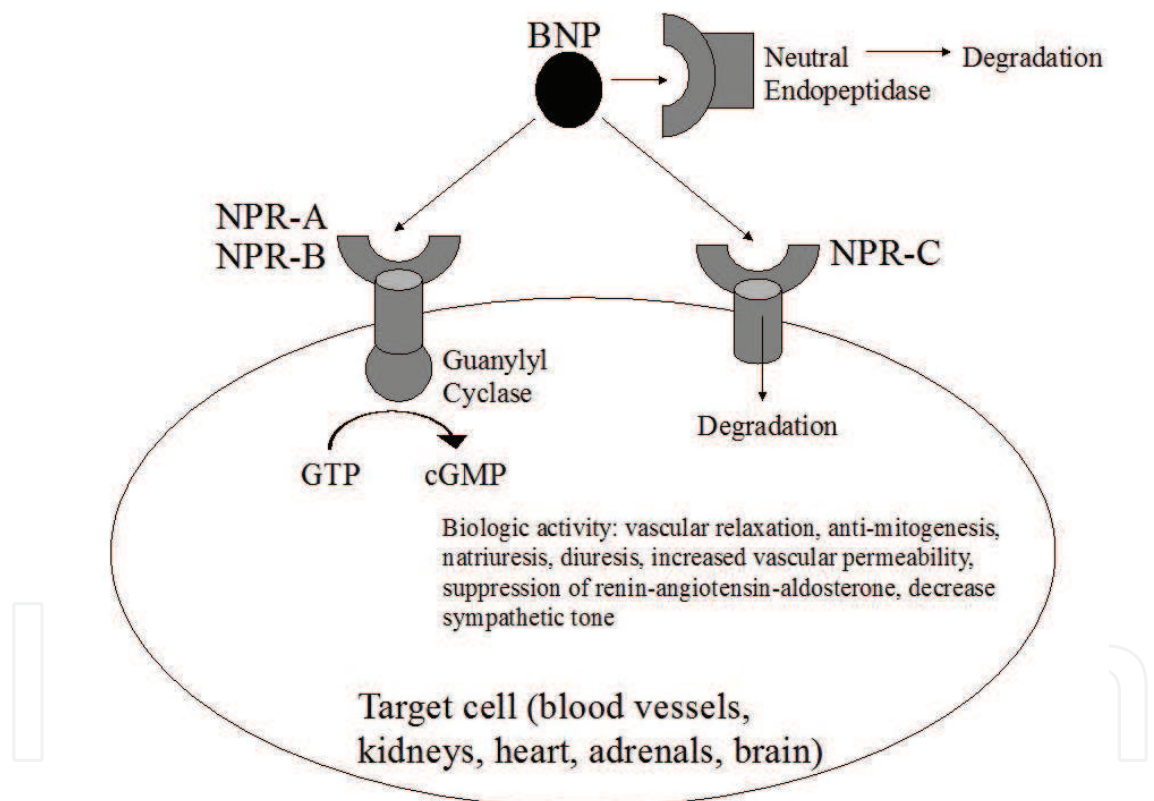 BNP
Neutral
Endopeptidase
Degradation
NPR-A
NPR-B
NPR-C
Guanylyl
Cyclase
Degradation
GTP
cGMP
Biologic activity: vascular relaxation, anti-mitogenesis,
natriuresis, diuresis, increased vascular permeability,
suppression of renin-angiotensin-aldosterone, decrease
sympathetic tone
Target cell (blood vessels,
kidneys, heart, adrenals, brain)